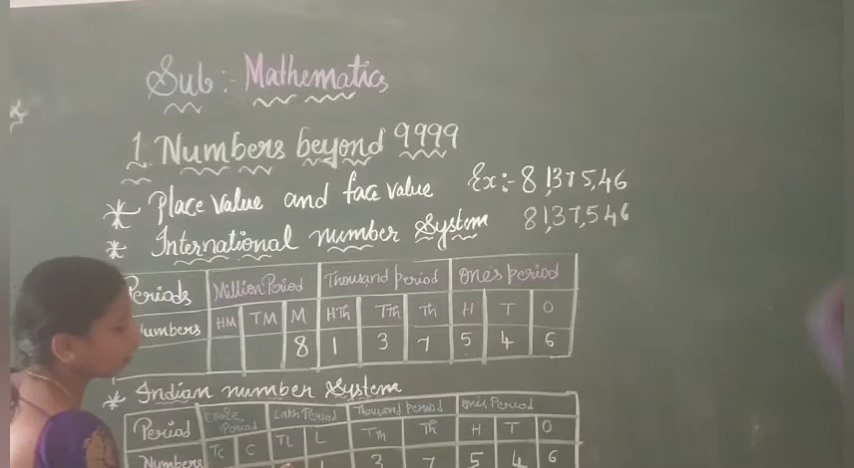 Sub:- Mathematics
1. Numbers beyond 9999
* Place value and face value Ex:- 8,137,546
* International number System 8,137,546
Periods Million Period Thousand period Ones period
Numbers HM TM M HTh TTh Th H T O
8 1 3 7 5 4 6
* Indian number System
Period Period Lakh Period Thousand period Ones Period
TC C TL L TTh Th H T O
Numbers 3 7 5 4 6